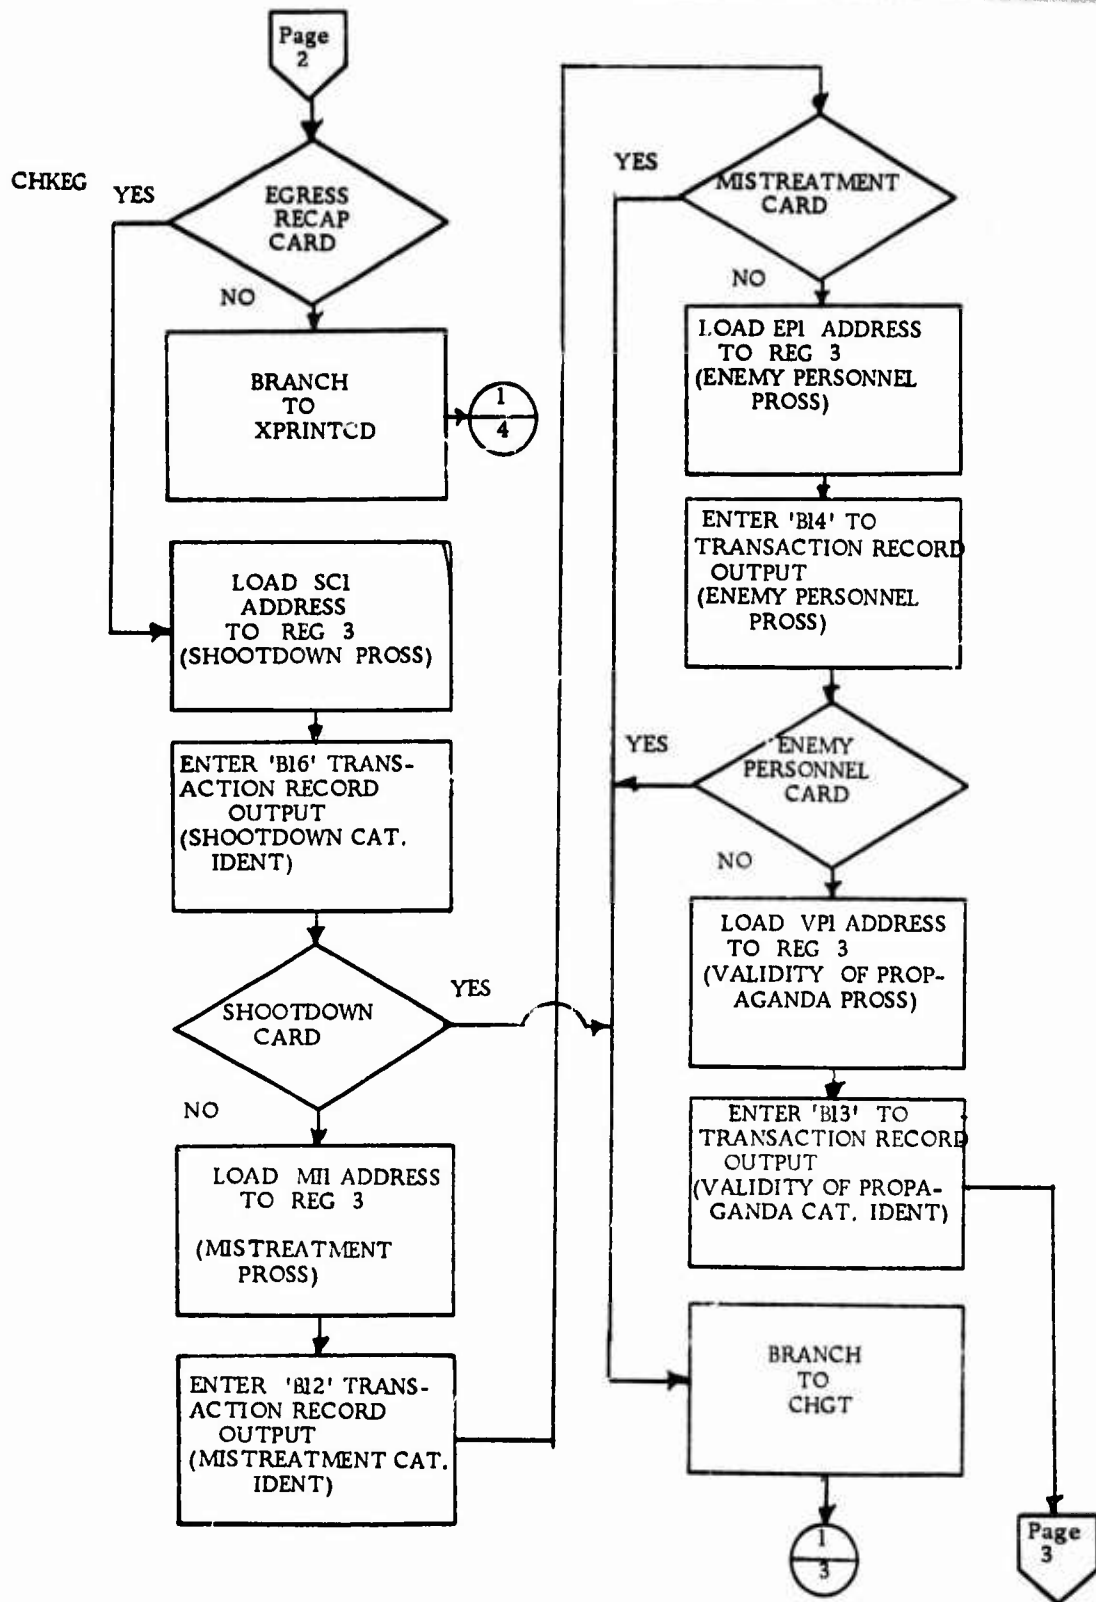 Page
2
CHKEG
YES
EGRESS
RECAP
CARD
NO
BRANCH
TO
XPRINTCD
1
4
LOAD SC1
ADDRESS
TO REG 3
(SHOOTDOWN PROSS)
ENTER 'B16' TRANS-
ACTION RECORD
OUTPUT
(SHOOTDOWN CAT.
IDENT)
SHOOTDOWN
CARD
YES
NO
LOAD MI1 ADDRESS
TO REG 3
(MISTREATMENT
PROSS)
ENTER 'B12' TRANS-
ACTION RECORD
OUTPUT
(MISTREATMENT CAT.
IDENT)
YES
MISTREATMENT
CARD
NO
LOAD EP1 ADDRESS
TO REG 3
(ENEMY PERSONNEL
PROSS)
ENTER 'B14' TO
TRANSACTION RECORD
OUTPUT
(ENEMY PERSONNEL
PROSS)
YES
ENEMY
PERSONNEL
CARD
NO
LOAD VP1 ADDRESS
TO REG 3
(VALIDITY OF PROP-
AGANDA PROSS)
ENTER 'B13' TO
TRANSACTION RECORD
OUTPUT
(VALIDITY OF PROPA-
GANDA CAT. IDENT)
BRANCH
TO
CHGT
1
3
Page
3